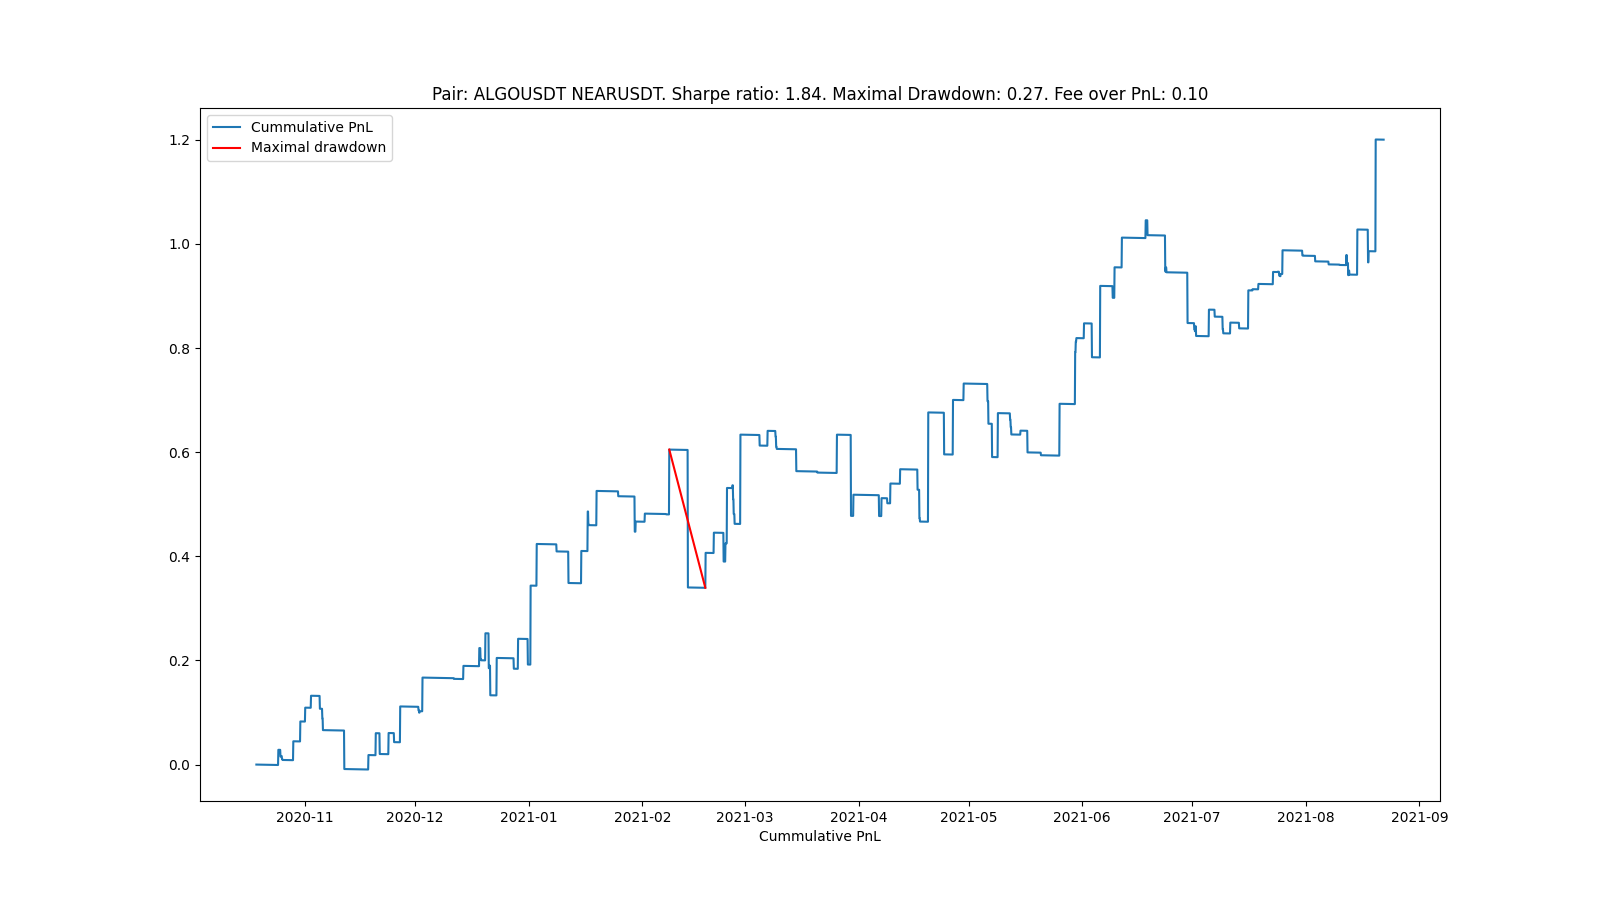 Pair: ALGOUSDT NEARUSDT. Sharpe ratio: 1.84. Maximal Drawdown: 0.27. Fee over PnL: 0.10
Cummulative PnL
Maximal drawdown
1.2
1.0
0.8
0.6
0.4
0.2
0.0
2020-11 2020-12 2021-01 2021-02 2021-03 2021-04 2021-05 2021-06 2021-07 2021-08 2021-09
Cummulative PnL